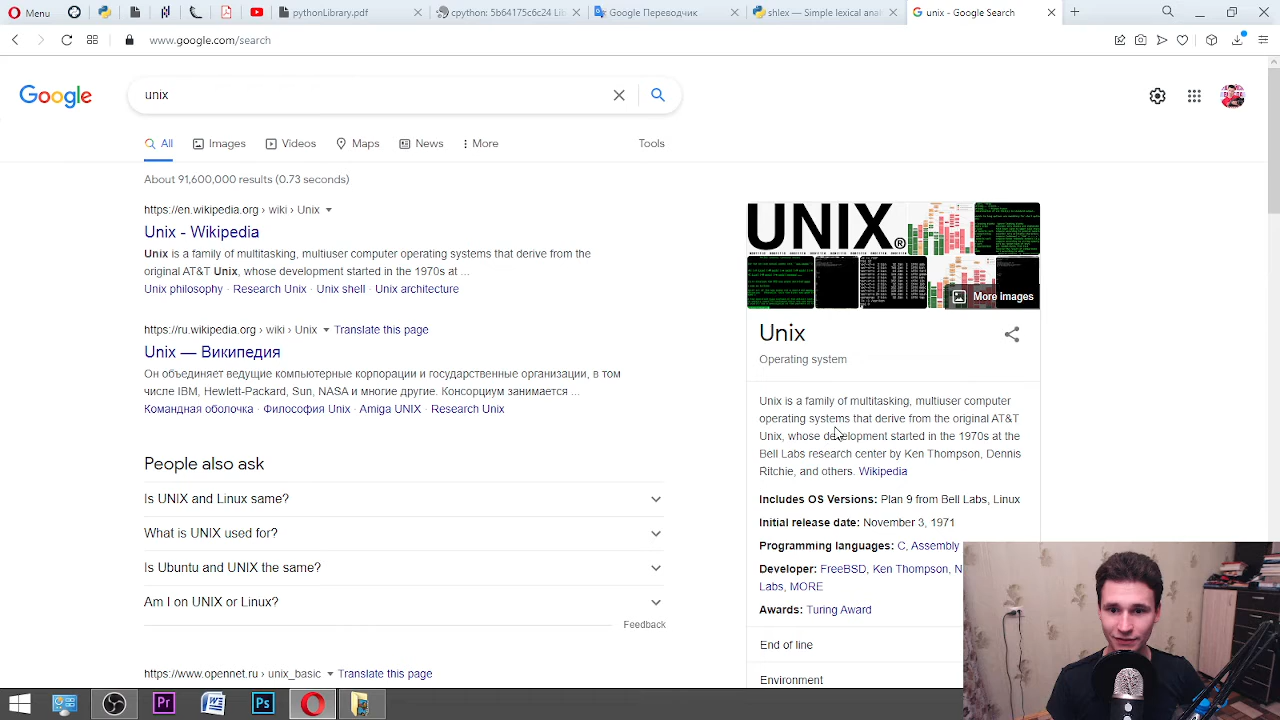 Menu
pythonLibrary.pdf
cpython: 5b64175c6c24 Li
Google Переводчик
shlex — Simple lexical anal
unix - Google Search
www.google.com/search
Google
unix
All
Images
Videos
Maps
News
More
Tools
About 91,600,000 results (0.73 seconds)
https://en.wikipedia.org › wiki › Unix
Unix - Wikipedia
Unix is a family of multitasking, multiuser computer operating systems that derive from the
original AT&T Unix, whose development started in the 1970s at ...
Unix-like · Research Unix · Unix shell · Unix architecture
https://ru.wikipedia.org › wiki › Unix Translate this page
Unix — Википедия
Он объединяет ведущие компьютерные корпорации и государственные организации, в том
числе IBM, Hewlett-Packard, Sun, NASA и многие другие. Консорциум занимается ...
Командная оболочка · Философия Unix · Amiga UNIX · Research Unix
People also ask
Is UNIX and Linux same?
What is UNIX used for?
Is Ubuntu and UNIX the same?
Am I on UNIX or Linux?
Feedback
https://www.opennet.ru › unix_basic Translate this page
UNIX®
More Images
Unix
Operating system
Unix is a family of multitasking, multiuser computer
operating systems that derive from the original AT&T
Unix, whose development started in the 1970s at the
Bell Labs research center by Ken Thompson, Dennis
Ritchie, and others. Wikipedia
Includes OS Versions: Plan 9 from Bell Labs, Linux
Initial release date: November 3, 1971
Programming languages: C, Assembly
Developer: FreeBSD, Ken Thompson, N
Labs, MORE
Awards: Turing Award
End of line
Environment
Pr
Ps